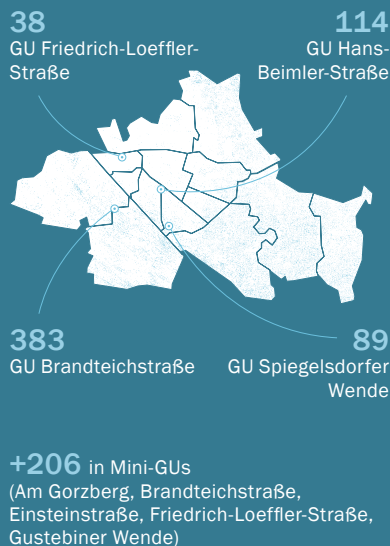 38
GU Friedrich-Loeffler-
Straße
114
GU Hans-
Beimler-Straße
383
GU Brandteichstraße
89
GU Spiegelsdorfer
Wende
+206 in Mini-GUs
(Am Gorzberg, Brandteichstraße,
Einsteinstraße, Friedrich-Loeffler-Straße,
Gustebiner Wende)